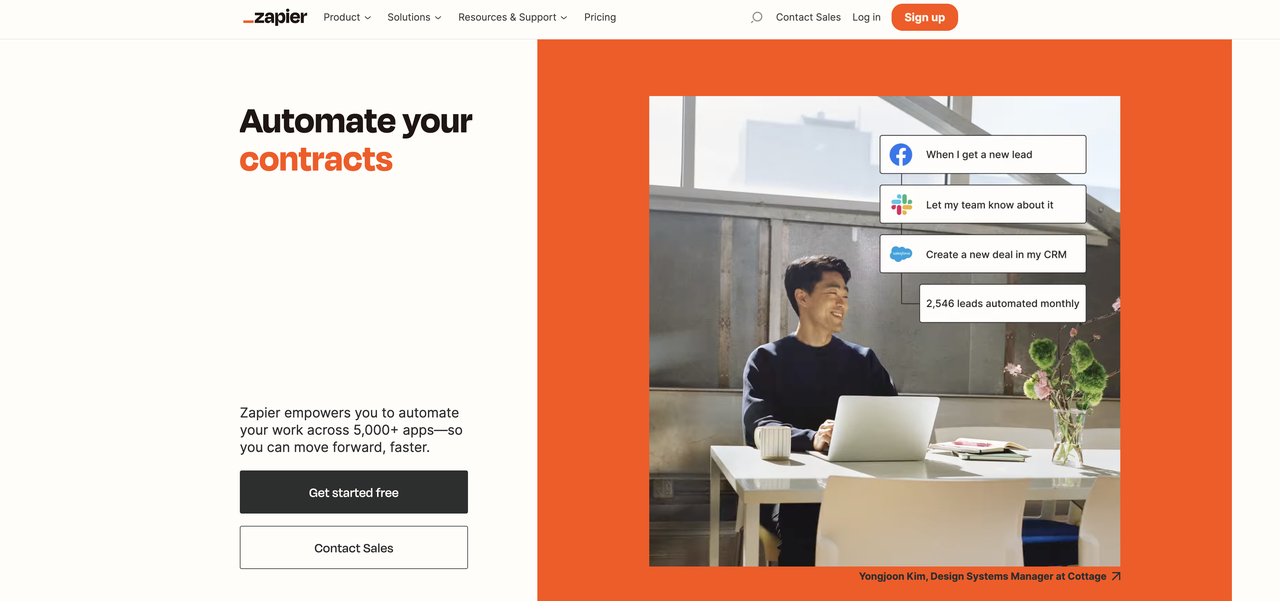 zapier
Product
Solutions
Resources & Support
Pricing
Contact Sales
Log in
Sign up
Automate your
contracts
Zapier empowers you to automate
your work across 5,000+ apps—so
you can move forward, faster.
Get started free
Contact Sales
When I get a new lead
Let my team know about it
salesforce
Create a new deal in my CRM
2,546 leads automated monthly
Yongjoon Kim, Design Systems Manager at Cottage